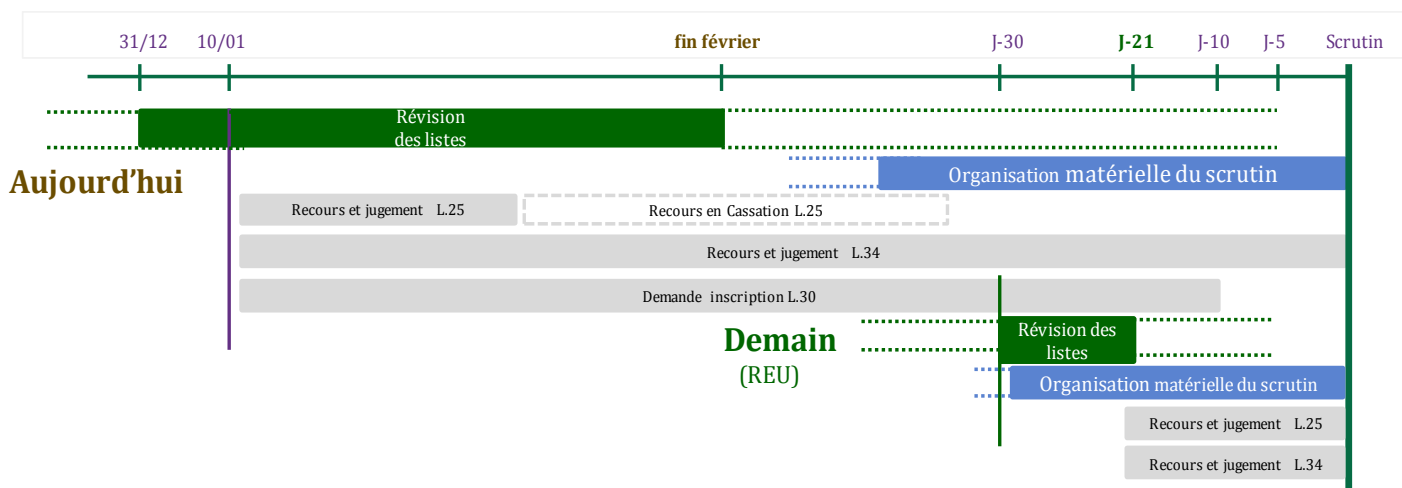 31/12 10/01 fin février J-30 J-21 J-10 J-5 Scrutin
Révision
des listes
Aujourd’hui
Organisation matérielle du scrutin
Recours et jugement L.25 Recours en Cassation L.25
Recours et jugement L.34
Demande inscription L.30
Demain
(REU)
Révision des
listes
Organisation matérielle du scrutin
Recours et jugement L.25
Recours et jugement L.34